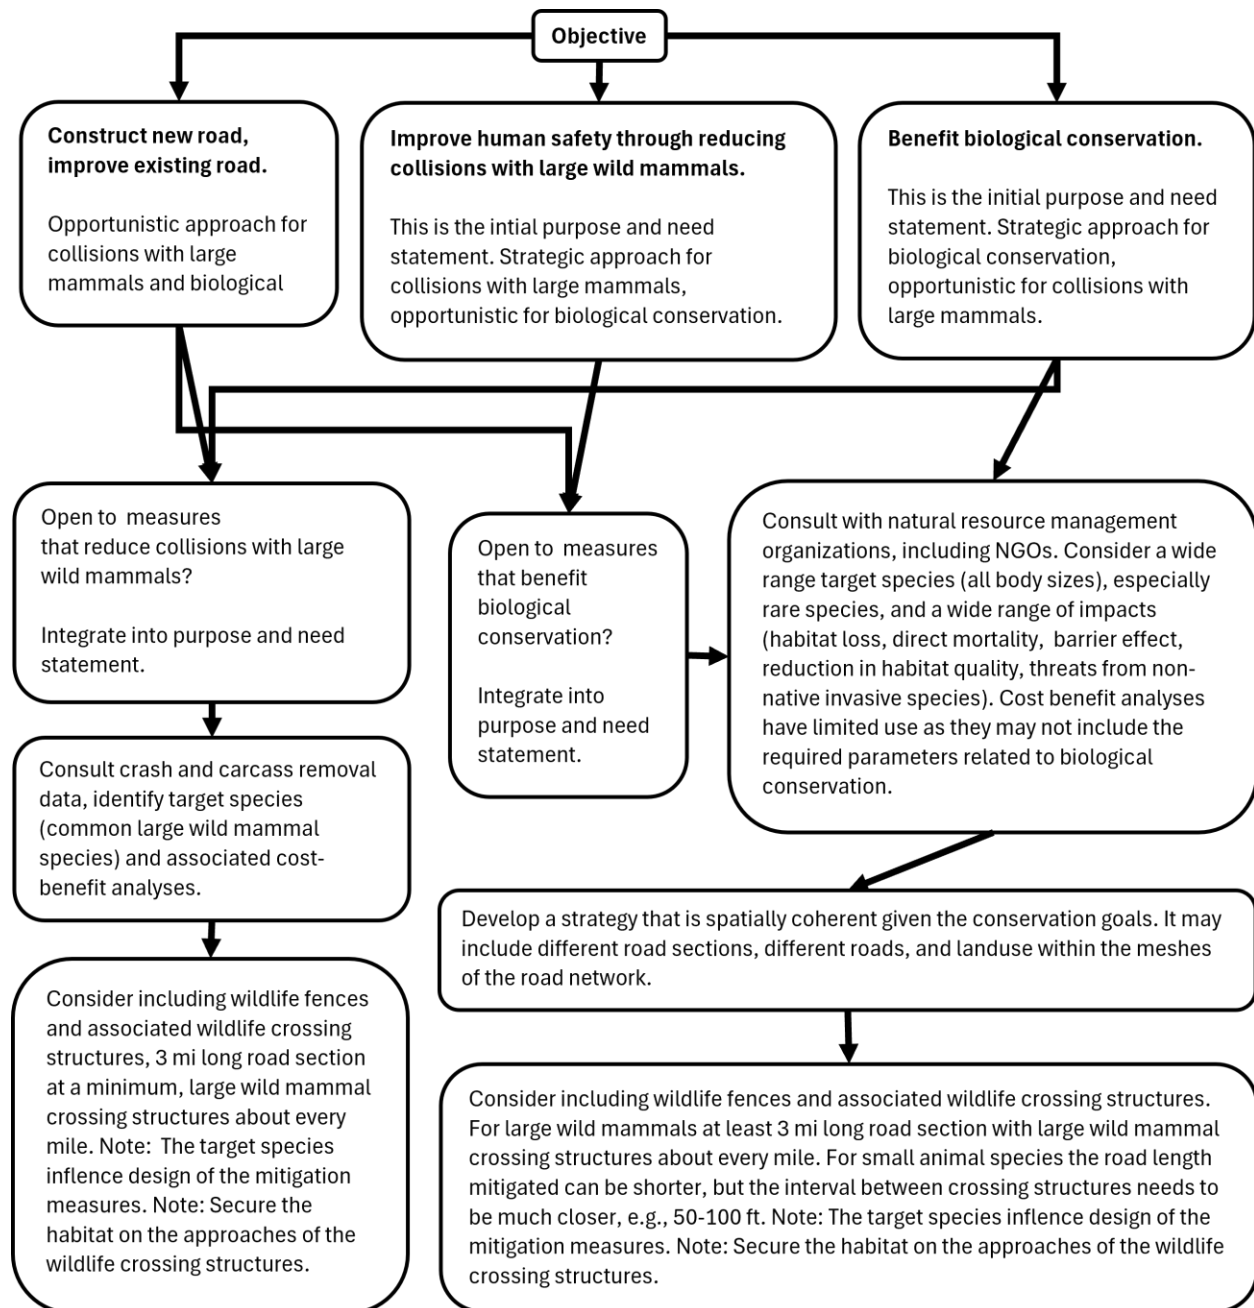 Objective
Construct new road,
improve existing road.
Opportunistic approach for
collisions with large
mammals and biological
Improve human safety through reducing
collisions with large wild mammals.
This is the intial purpose and need
statement. Strategic approach for
collisions with large mammals,
opportunistic for biological conservation.
Benefit biological conservation.
This is the initial purpose and need
statement. Strategic approach for
biological conservation,
opportunistic for collisions with
large mammals.
Open to  measures
that reduce collisions with large
wild mammals?
Integrate into purpose and need
statement.
Open to  measures
that benefit
biological
conservation?
Integrate into
purpose and need
statement.
Consult with natural resource management
organizations, including NGOs. Consider a wide
range target species (all body sizes), especially
rare species, and a wide range of impacts
(habitat loss, direct mortality,  barrier effect,
reduction in habitat quality, threats from non-
native invasive species). Cost benefit analyses
have limited use as they may not include the
required parameters related to biological
conservation.
Consult crash and carcass removal
data, identify target species
(common large wild mammal
species) and associated cost-
benefit analyses.
Develop a strategy that is spatially coherent given the conservation goals. It may
include different road sections, different roads, and landuse within the meshes
of the road network.
Consider including wildlife fences
and associated wildlife crossing
structures, 3 mi long road section
at a minimum, large wild mammal
crossing structures about every
mile. Note:  The target species
inflence design of the mitigation
measures. Note: Secure the
habitat on the approaches of the
wildlife crossing structures.
Consider including wildlife fences and associated wildlife crossing structures.
For large wild mammals at least 3 mi long road section with large wild mammal
crossing structures about every mile. For small animal species the road length
mitigated can be shorter, but the interval between crossing structures needs to
be much closer, e.g., 50-100 ft. Note: The target species inflence design of the
mitigation measures. Note: Secure the habitat on the approaches of the wildlife
crossing structures.